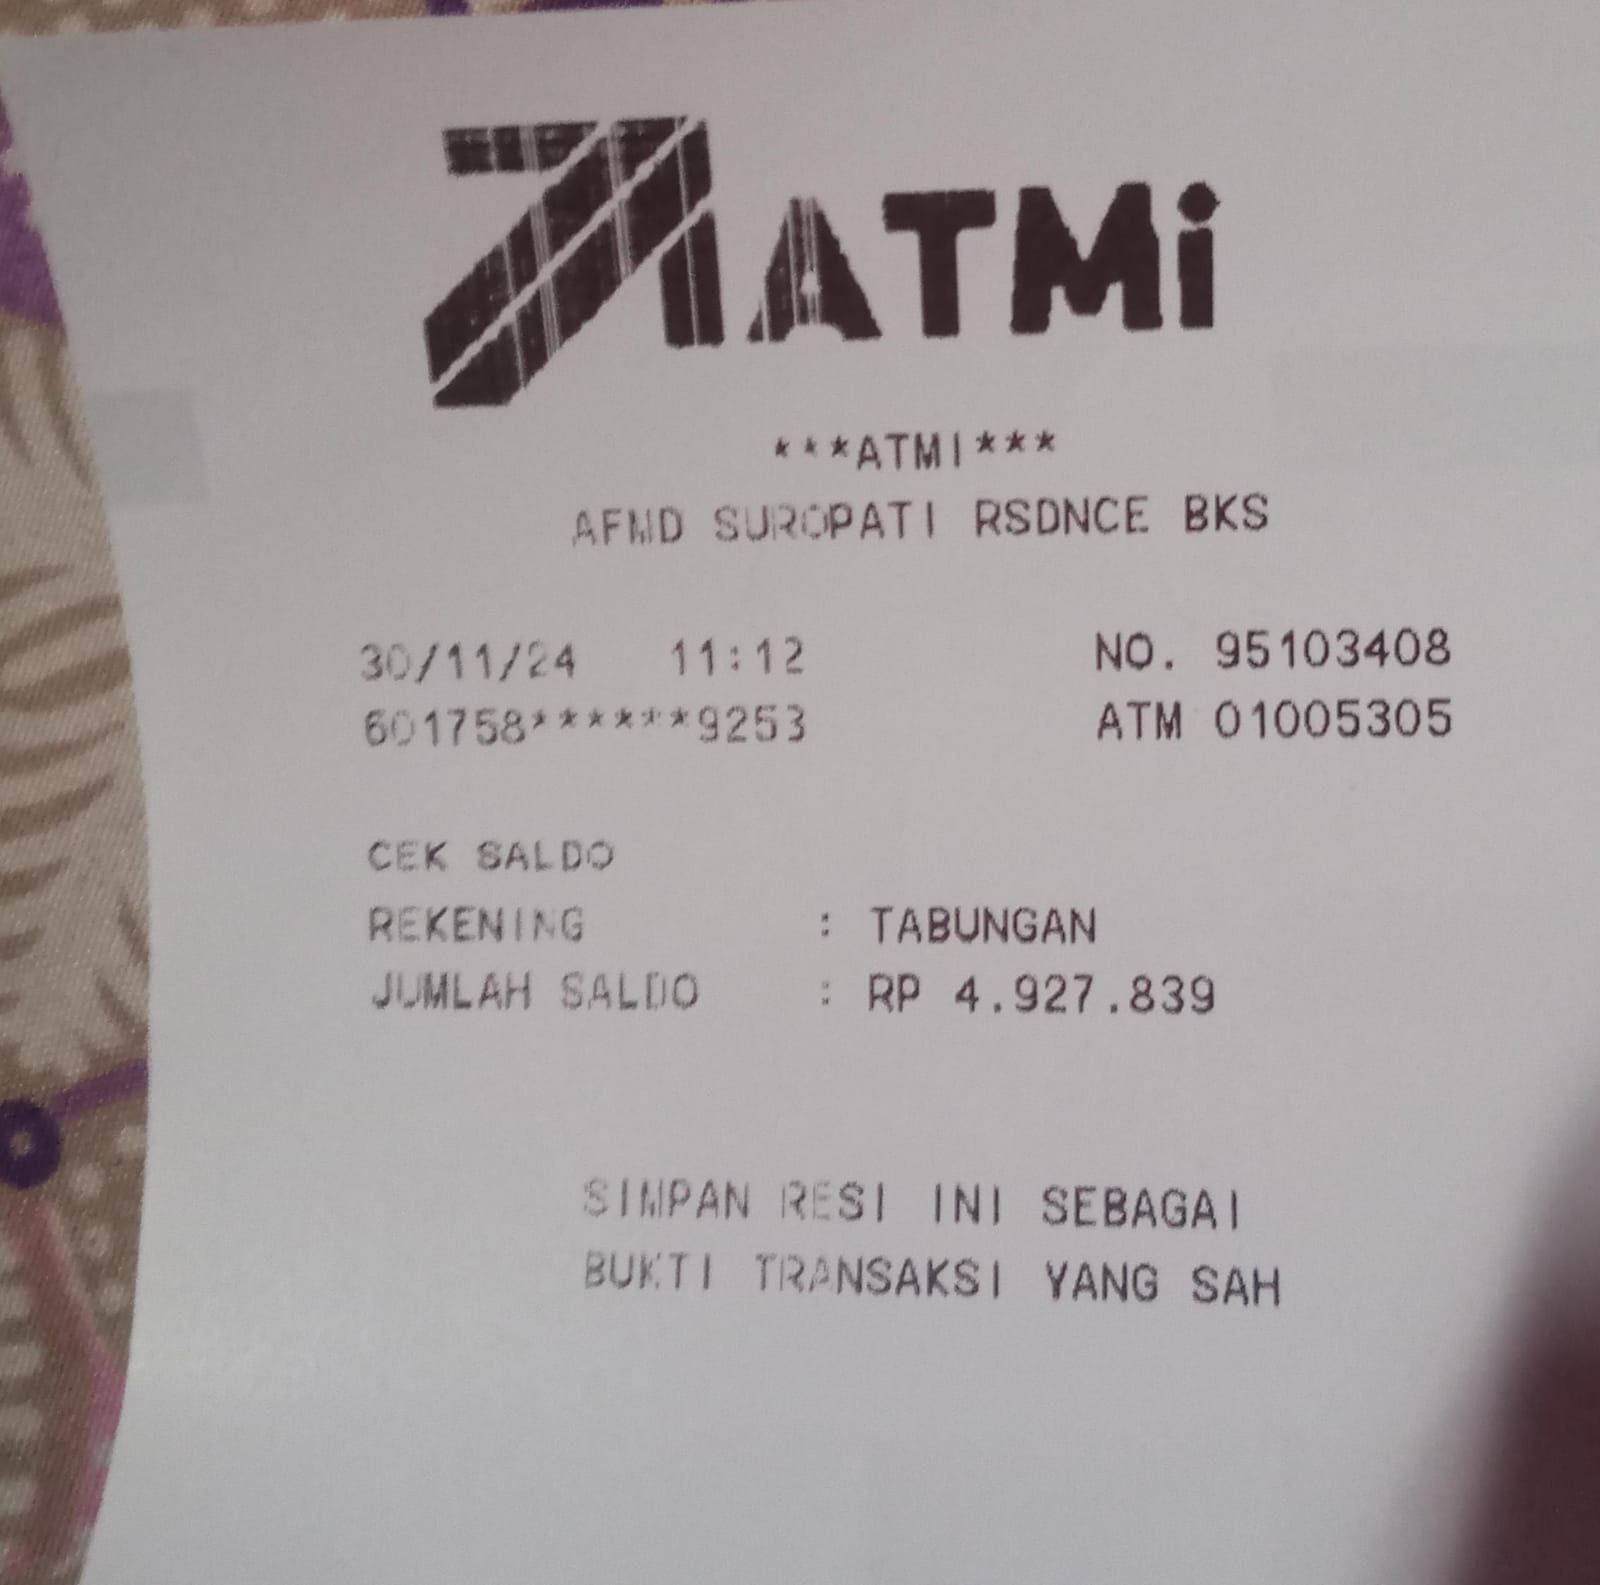 ATMi
***ATMI***
AFMD SUROPATI RSDNCE BKS
30/11/24 11:12 NO. 95103408
601758******9253 ATM 01005305
CEK SALDO
REKENING : TABUNGAN
JUMLAH SALDO : RP 4.927.839
SIMPAN RESI INI SEBAGAI
BUKTI TRANSAKSI YANG SAH